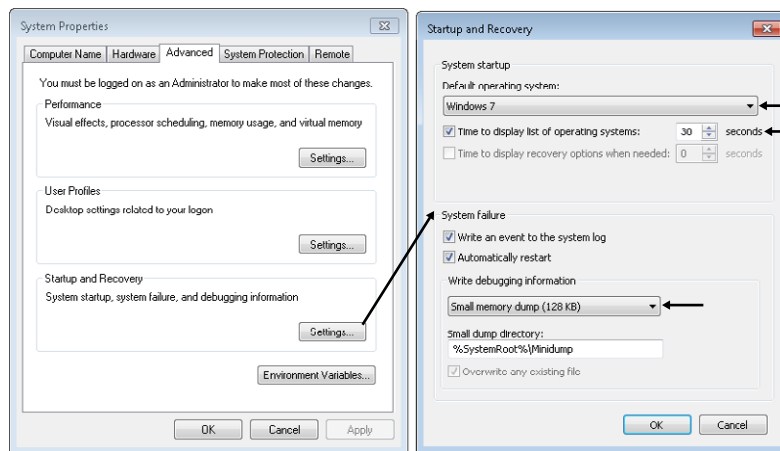 System Properties
Computer Name Hardware Advanced System Protection Remote
You must be logged on as an Administrator to make most of these changes.
Performance
Visual effects, processor scheduling, memory usage, and virtual memory
Settings...
User Profiles
Desktop settings related to your logon
Settings...
Startup and Recovery
System startup, system failure, and debugging information
Settings...
Environment Variables...
OK Cancel Apply
Startup and Recovery
System startup
Default operating system:
Windows 7
Time to display list of operating systems: 30 seconds
Time to display recovery options when needed: 0 seconds
System failure
Write an event to the system log
Automatically restart
Write debugging information
Small memory dump (128 KB)
Small dump directory:
%SystemRoot%\Minidump
Overwrite any existing file
OK Cancel